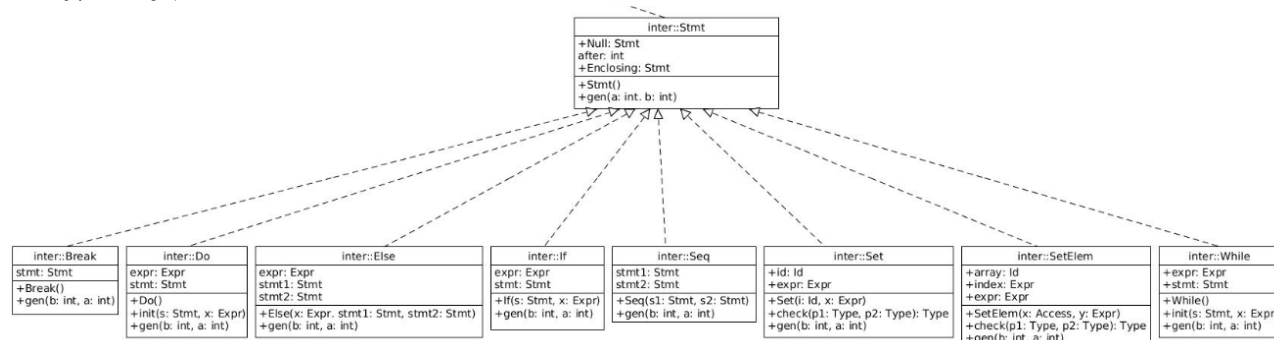 inter::Stmt
+Null: Stmt
after: int
+Enclosing: Stmt
+Stmt()
+gen(a: int. b: int)
inter::Break
stmt: Stmt
+Break()
+gen(b: int, a: int)
inter::Do
expr: Expr
stmt: Stmt
+Do()
+init(s: Stmt, x: Expr)
+gen(b: int, a: int)
inter::Else
expr: Expr
stmt1: Stmt
stmt2: Stmt
+Else(x: Expr. stmt1: Stmt, stmt2: Stmt)
+gen(b: int, a: int)
inter::If
expr: Expr
stmt: Stmt
+If(s: Stmt, x: Expr)
+gen(b: int, a: int)
inter::Seq
stmt1: Stmt
stmt2: Stmt
+Seq(s1: Stmt, s2: Stmt)
+gen(b: int, a: int)
inter::Set
+id: Id
+expr: Expr
+Set(i: Id, x: Expr)
+check(p1: Type, p2: Type): Type
+gen(b: int, a: int)
inter::SetElem
+array: Id
+index: Expr
+expr: Expr
+SetElem(x: Access, y: Expr)
+check(p1: Type, p2: Type): Type
+gen(b: int, a: int)
inter::While
+expr: Expr
+stmt: Stmt
+While()
+init(s: Stmt, x: Expr
+gen(b: int, a: int)